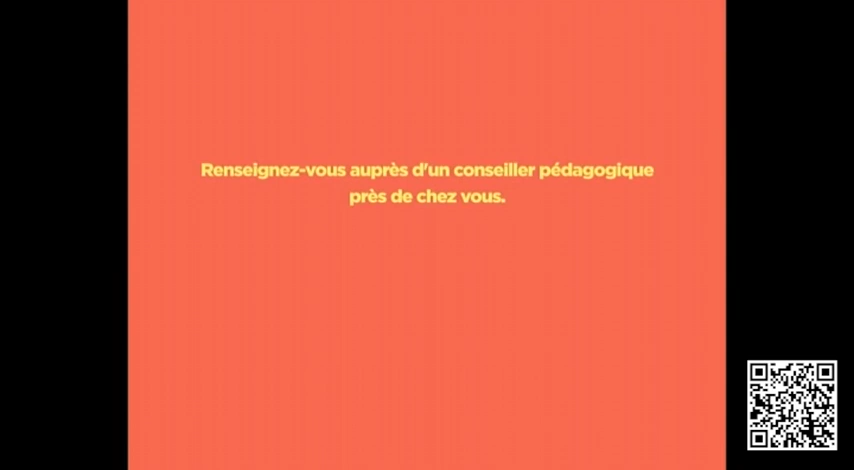 Renseignez-vous auprès d'un conseiller pédagogique
près de chez vous.